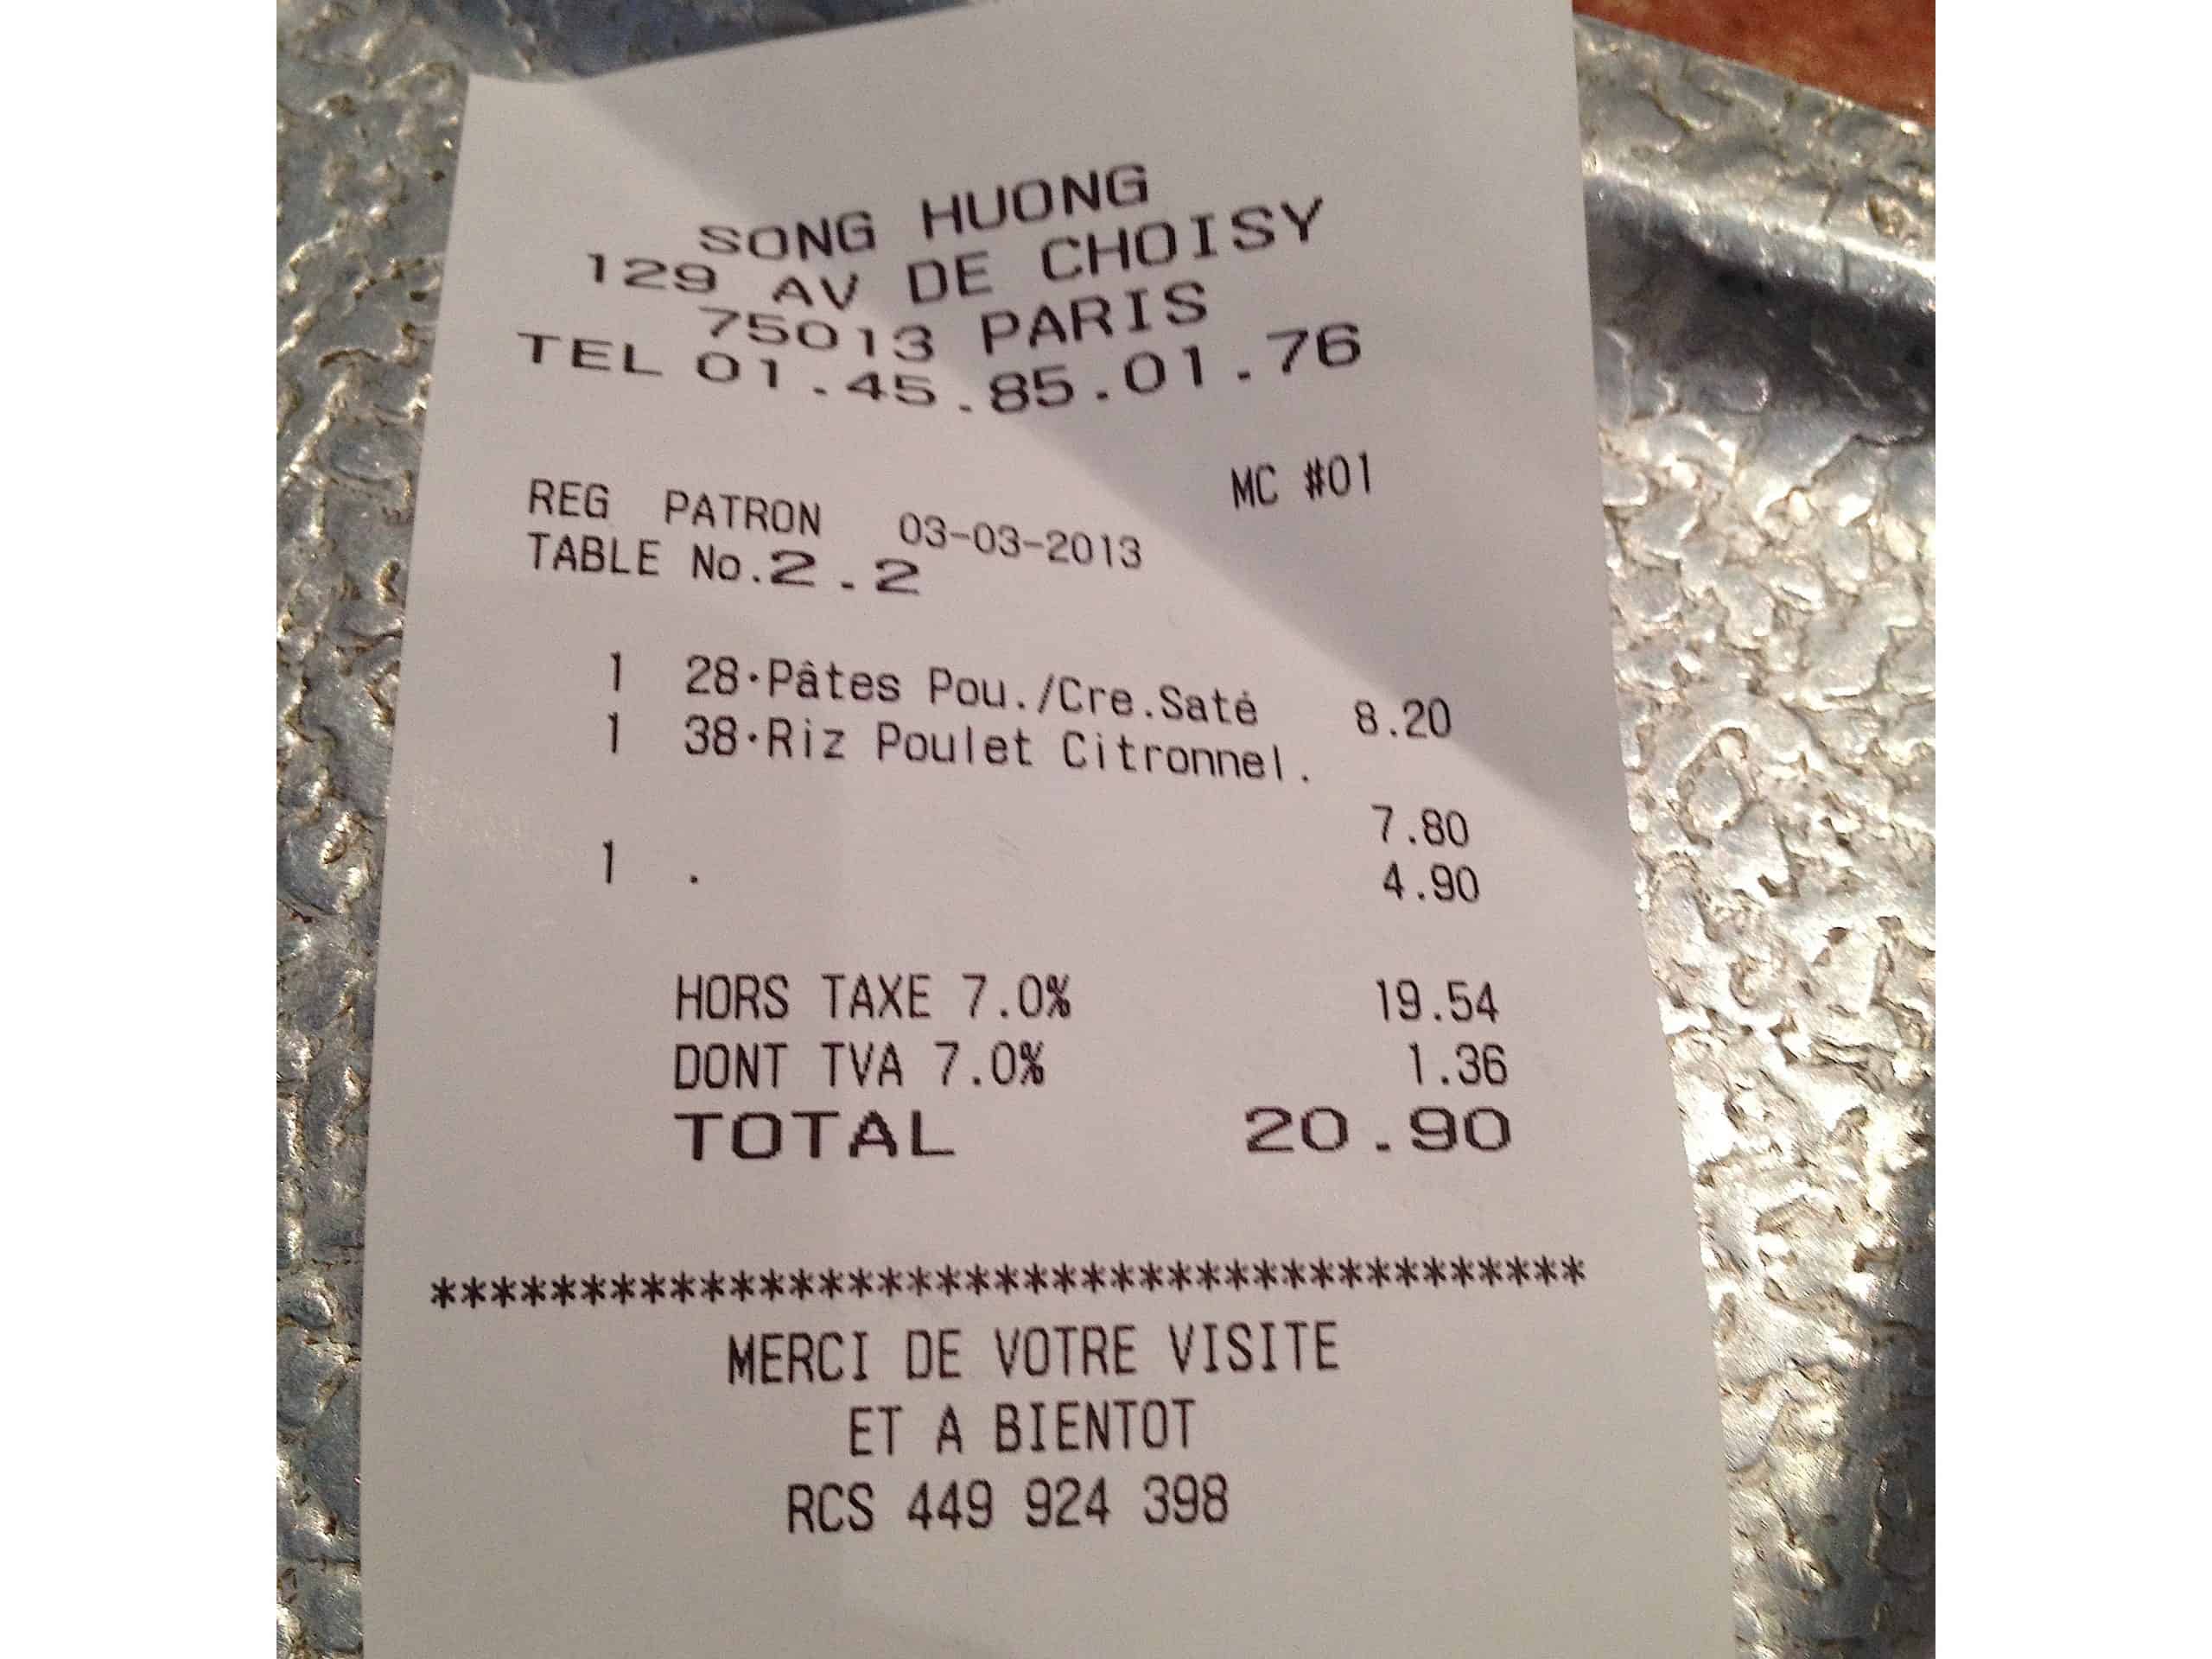 SONG HUONG
129 AV DE CHOISY
75013 PARIS
TEL 01.45.85.01.76
MC #01
REG PATRON 03-03-2013
TABLE No.2.2
1 28·Pâtes Pou./Cre.Saté 8.20
1 38·Riz Poulet Citronnel.
7.80
1 . 4.90
HORS TAXE 7.0% 19.54
DONT TVA 7.0% 1.36
TOTAL 20.90
****************************************
MERCI DE VOTRE VISITE
ET A BIENTOT
RCS 449 924 398